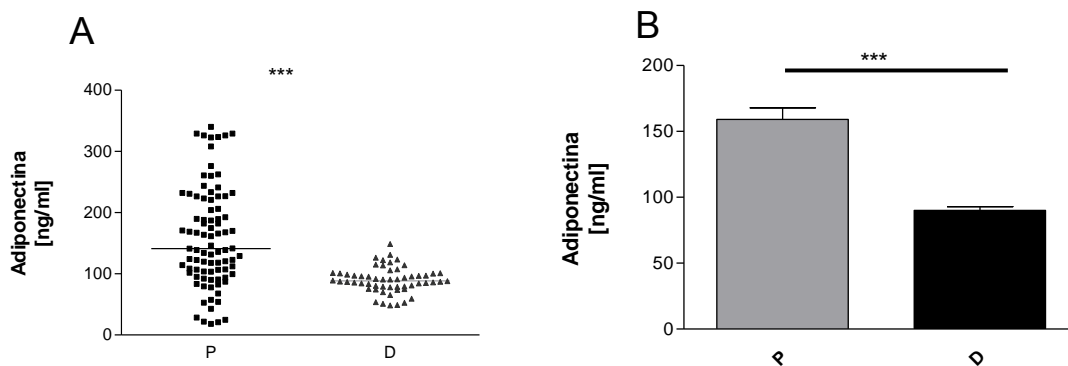 A
***
Adiponectina
[ng/ml]
400
300
200
100
0
P
D
B
***
Adiponectina
[ng/ml]
200
150
100
50
0
P
D